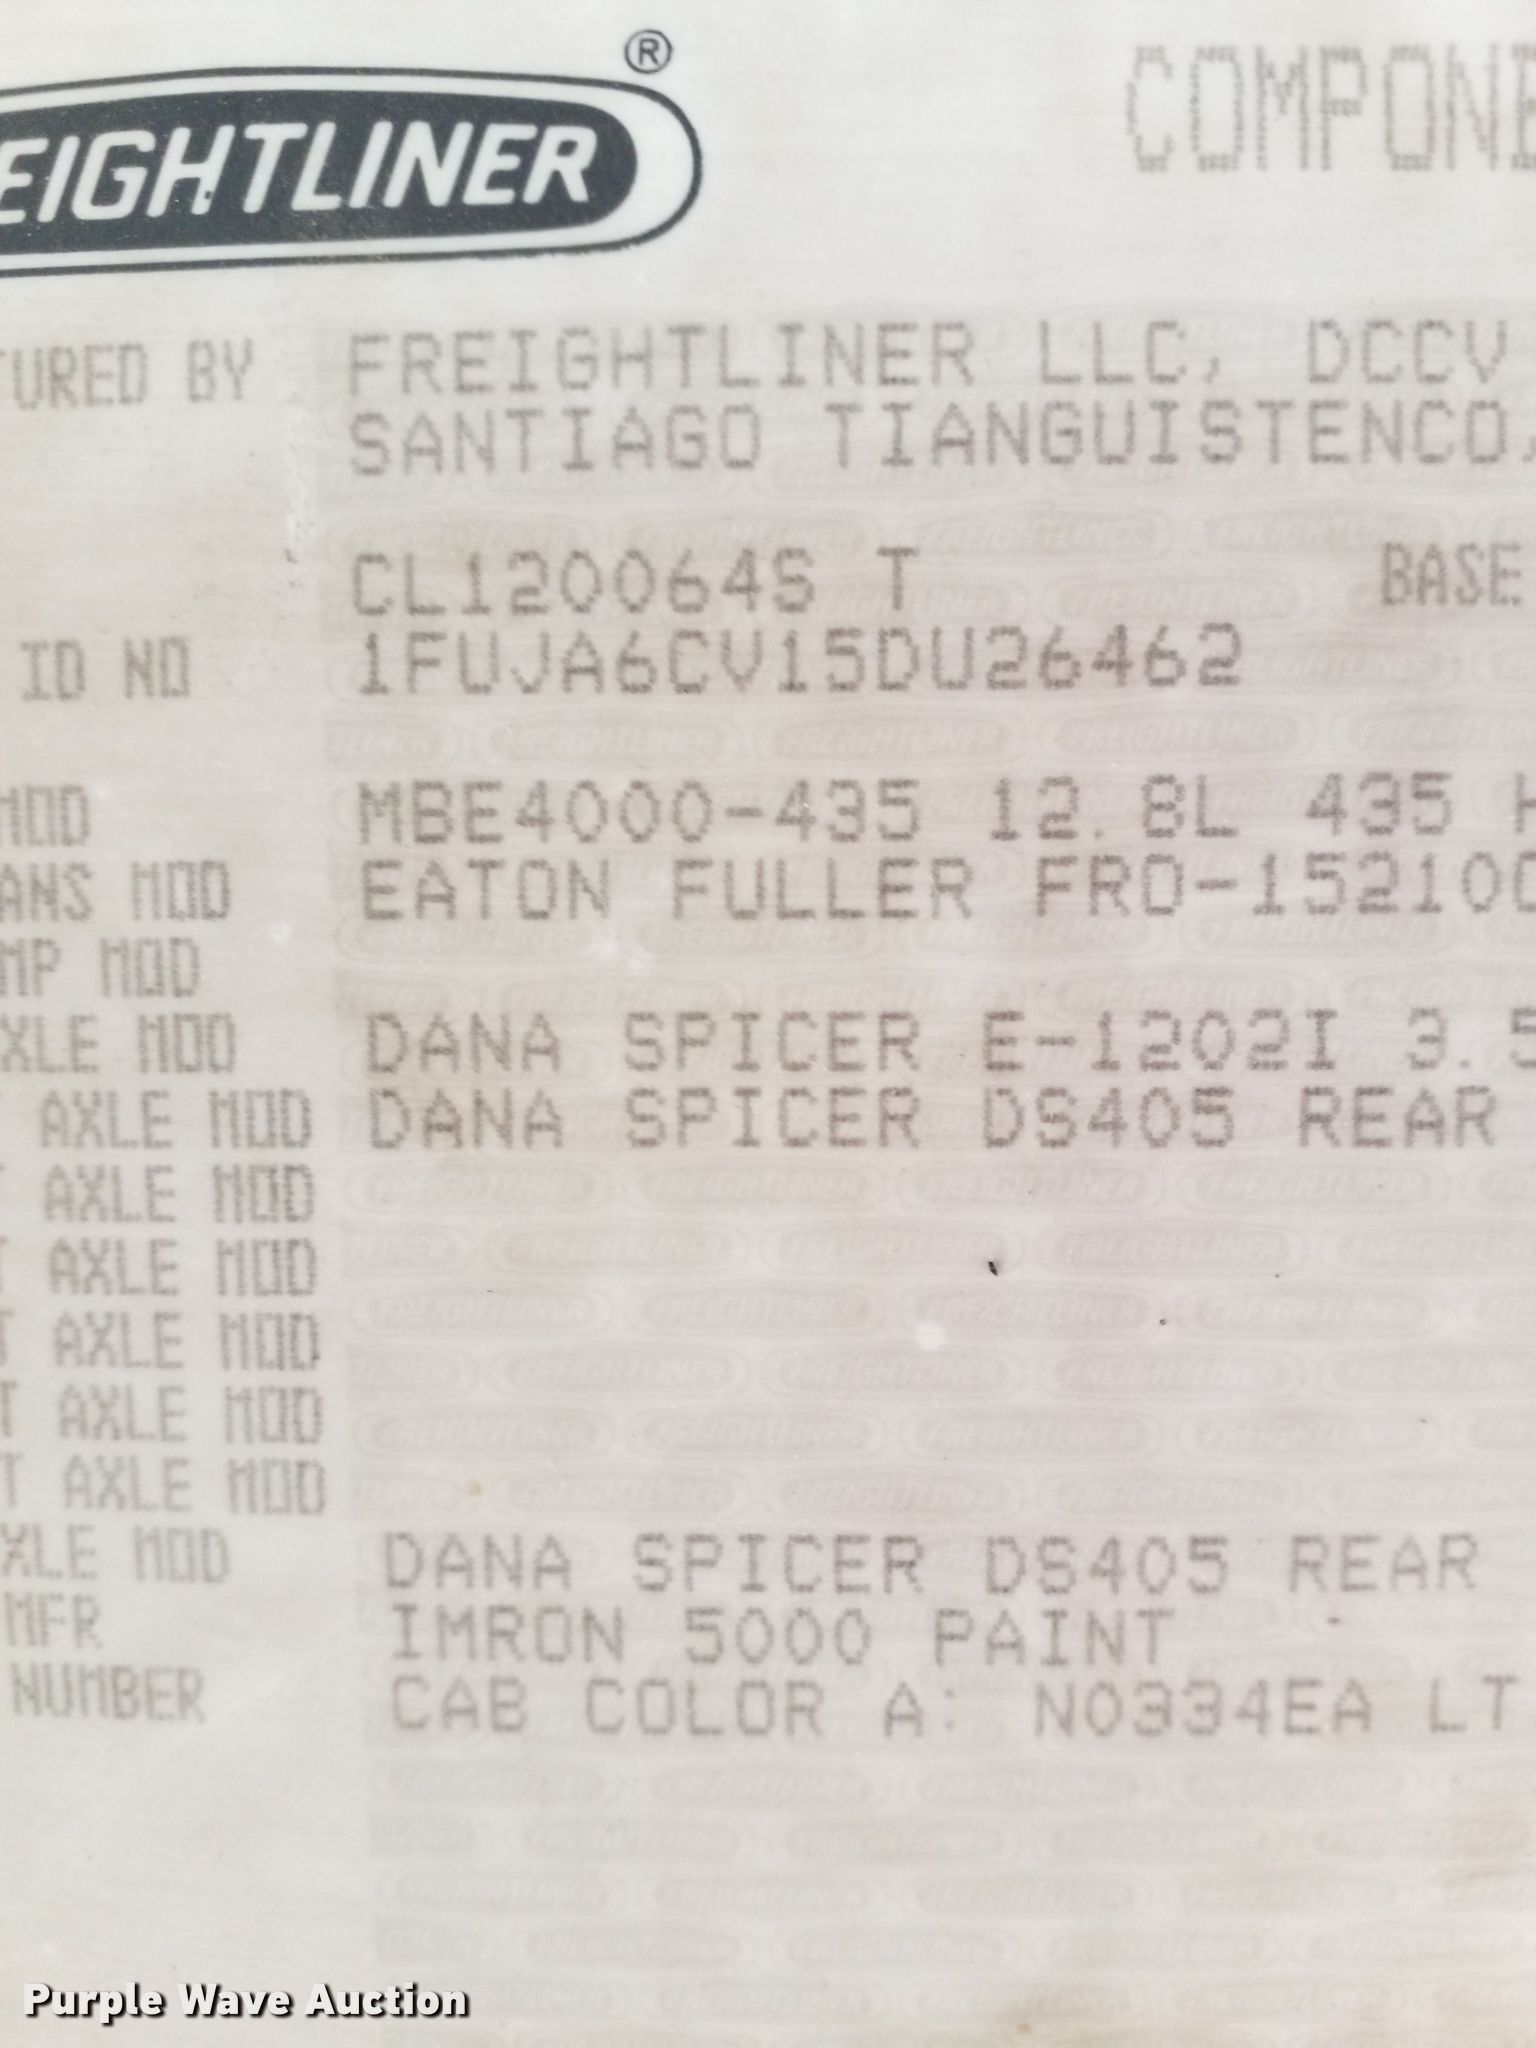 EIGHTLINER ®
COMPONE
TURED BY FREIGHTLINER LLC, DCCV
SANTIAGO TIANGUISTENCO,
CL120064S T BASE
ID NO 1FUJA6CV15DU26462
MOD MBE4000-435 12.8L 435 H
ANS MOD EATON FULLER FRO-15210C
MP MOD
XLE MOD DANA SPICER E-1202I 3.5
AXLE MOD DANA SPICER DS405 REAR
T AXLE MOD
T AXLE MOD
T AXLE MOD
T AXLE MOD
T AXLE MOD
XLE MOD DANA SPICER DS405 REAR
MFR IMRON 5000 PAINT
NUMBER CAB COLOR A: N0334EA LT
Purple Wave Auction